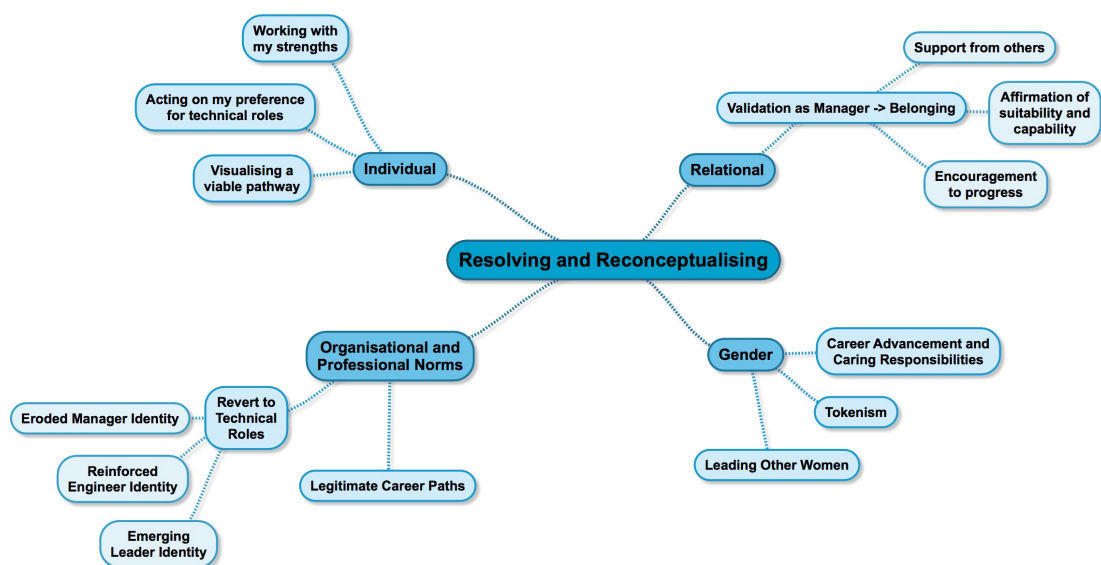 Working with
my strengths
Acting on my preference
for technical roles
Visualising a
viable pathway
Individual
Support from others
Validation as Manager -> Belonging
Affirmation of
suitability and
capability
Relational
Encouragement
to progress
Resolving and Reconceptualising
Organisational and
Professional Norms
Revert to
Technical
Roles
Eroded Manager Identity
Reinforced
Engineer Identity
Emerging
Leader Identity
Legitimate Career Paths
Gender
Career Advancement and
Caring Responsibilities
Tokenism
Leading Other Women